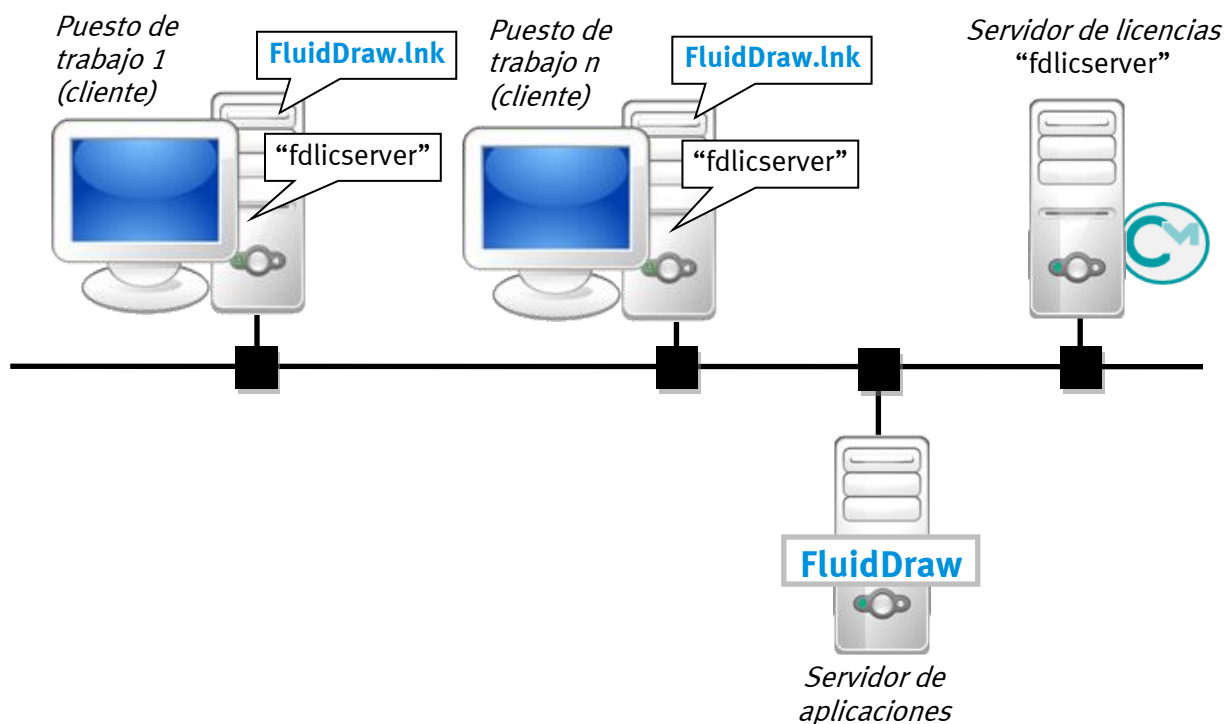 Puesto de
trabajo 1
(cliente)
FluidDraw.lnk
“fdlicserver”
Puesto de
trabajo n
(cliente)
FluidDraw.lnk
“fdlicserver”
Servidor de licencias
“fdlicserver”
CM
FluidDraw
Servidor de
aplicaciones